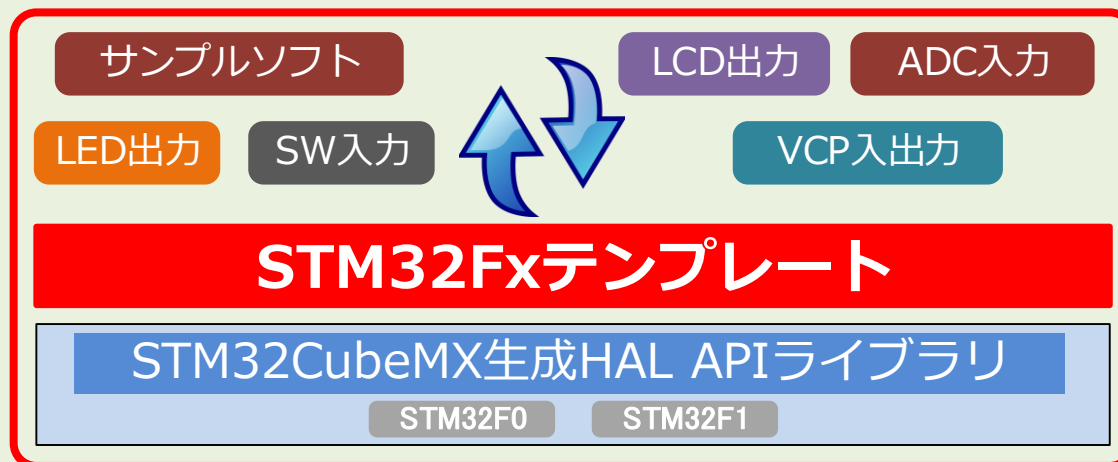 サンプルソフト
LCD出力
ADC入力
LED出力
SW入力
VCP入出力
STM32Fxテンプレート
STM32CubeMX生成HAL APIライブラリ
STM32F0
STM32F1